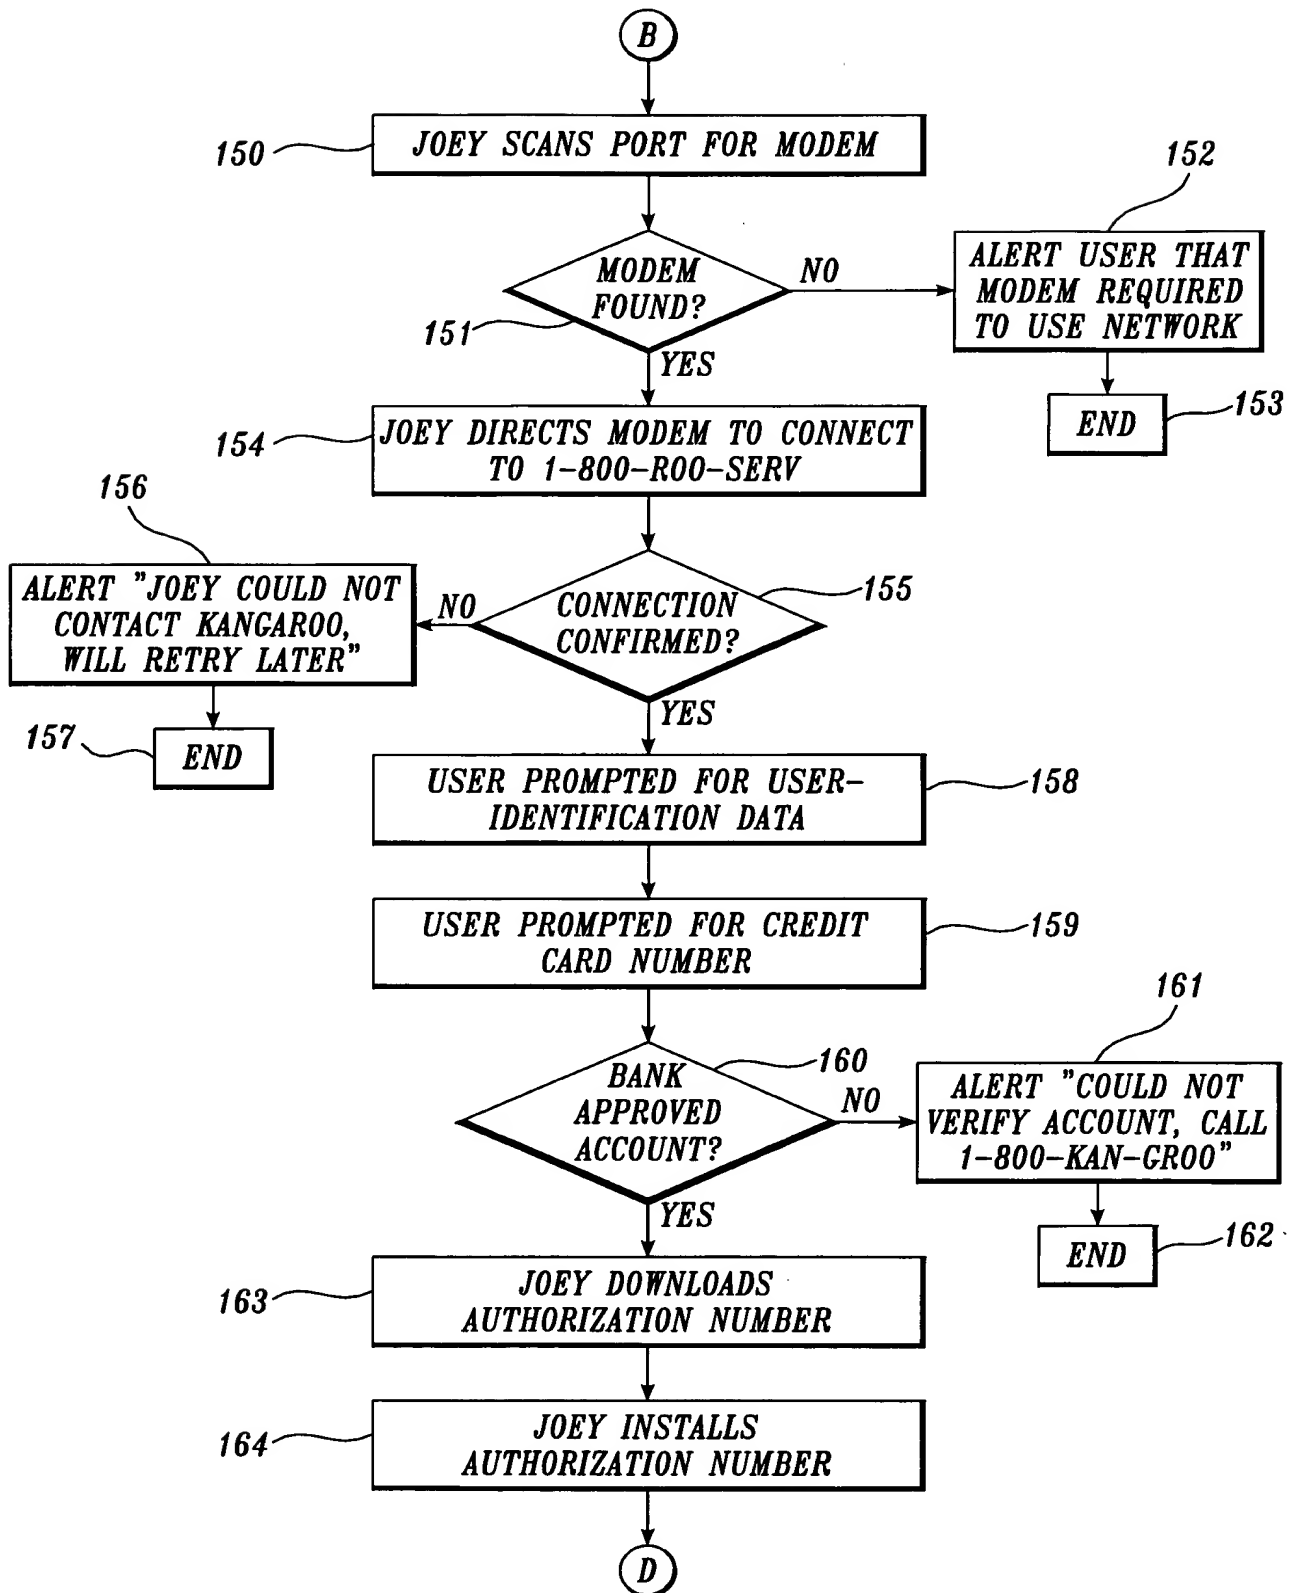 B
150
JOEY SCANS PORT FOR MODEM
152
MODEM
FOUND?
151
NO
YES
ALERT USER THAT
MODEM REQUIRED
TO USE NETWORK
END
153
154
JOEY DIRECTS MODEM TO CONNECT
TO 1-800-ROO-SERV
156
ALERT "JOEY COULD NOT
CONTACT KANGAROO,
WILL RETRY LATER"
NO
CONNECTION
CONFIRMED?
155
YES
157
END
USER PROMPTED FOR USER-
IDENTIFICATION DATA
158
USER PROMPTED FOR CREDIT
CARD NUMBER
159
161
BANK
APPROVED
ACCOUNT?
160
NO
YES
ALERT "COULD NOT
VERIFY ACCOUNT, CALL
1-800-KAN-GROO"
END
162
163
JOEY DOWNLOADS
AUTHORIZATION NUMBER
164
JOEY INSTALLS
AUTHORIZATION NUMBER
D